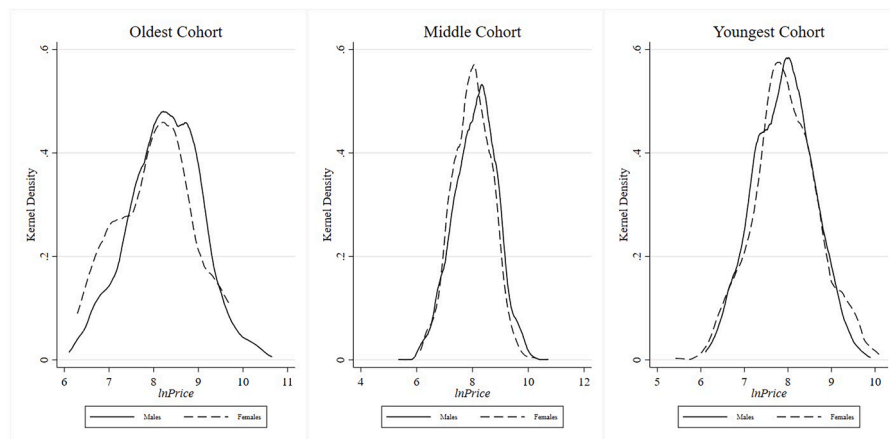 Oldest Cohort
Kernel Density
0 .2 .4 .6
6 7 8 9 10 11
lnPrice
Males Females
Middle Cohort
Kernel Density
0 .2 .4 .6
4 6 8 10 12
lnPrice
Males Females
Youngest Cohort
Kernel Density
0 .2 .4 .6
5 6 7 8 9 10
lnPrice
Males Females